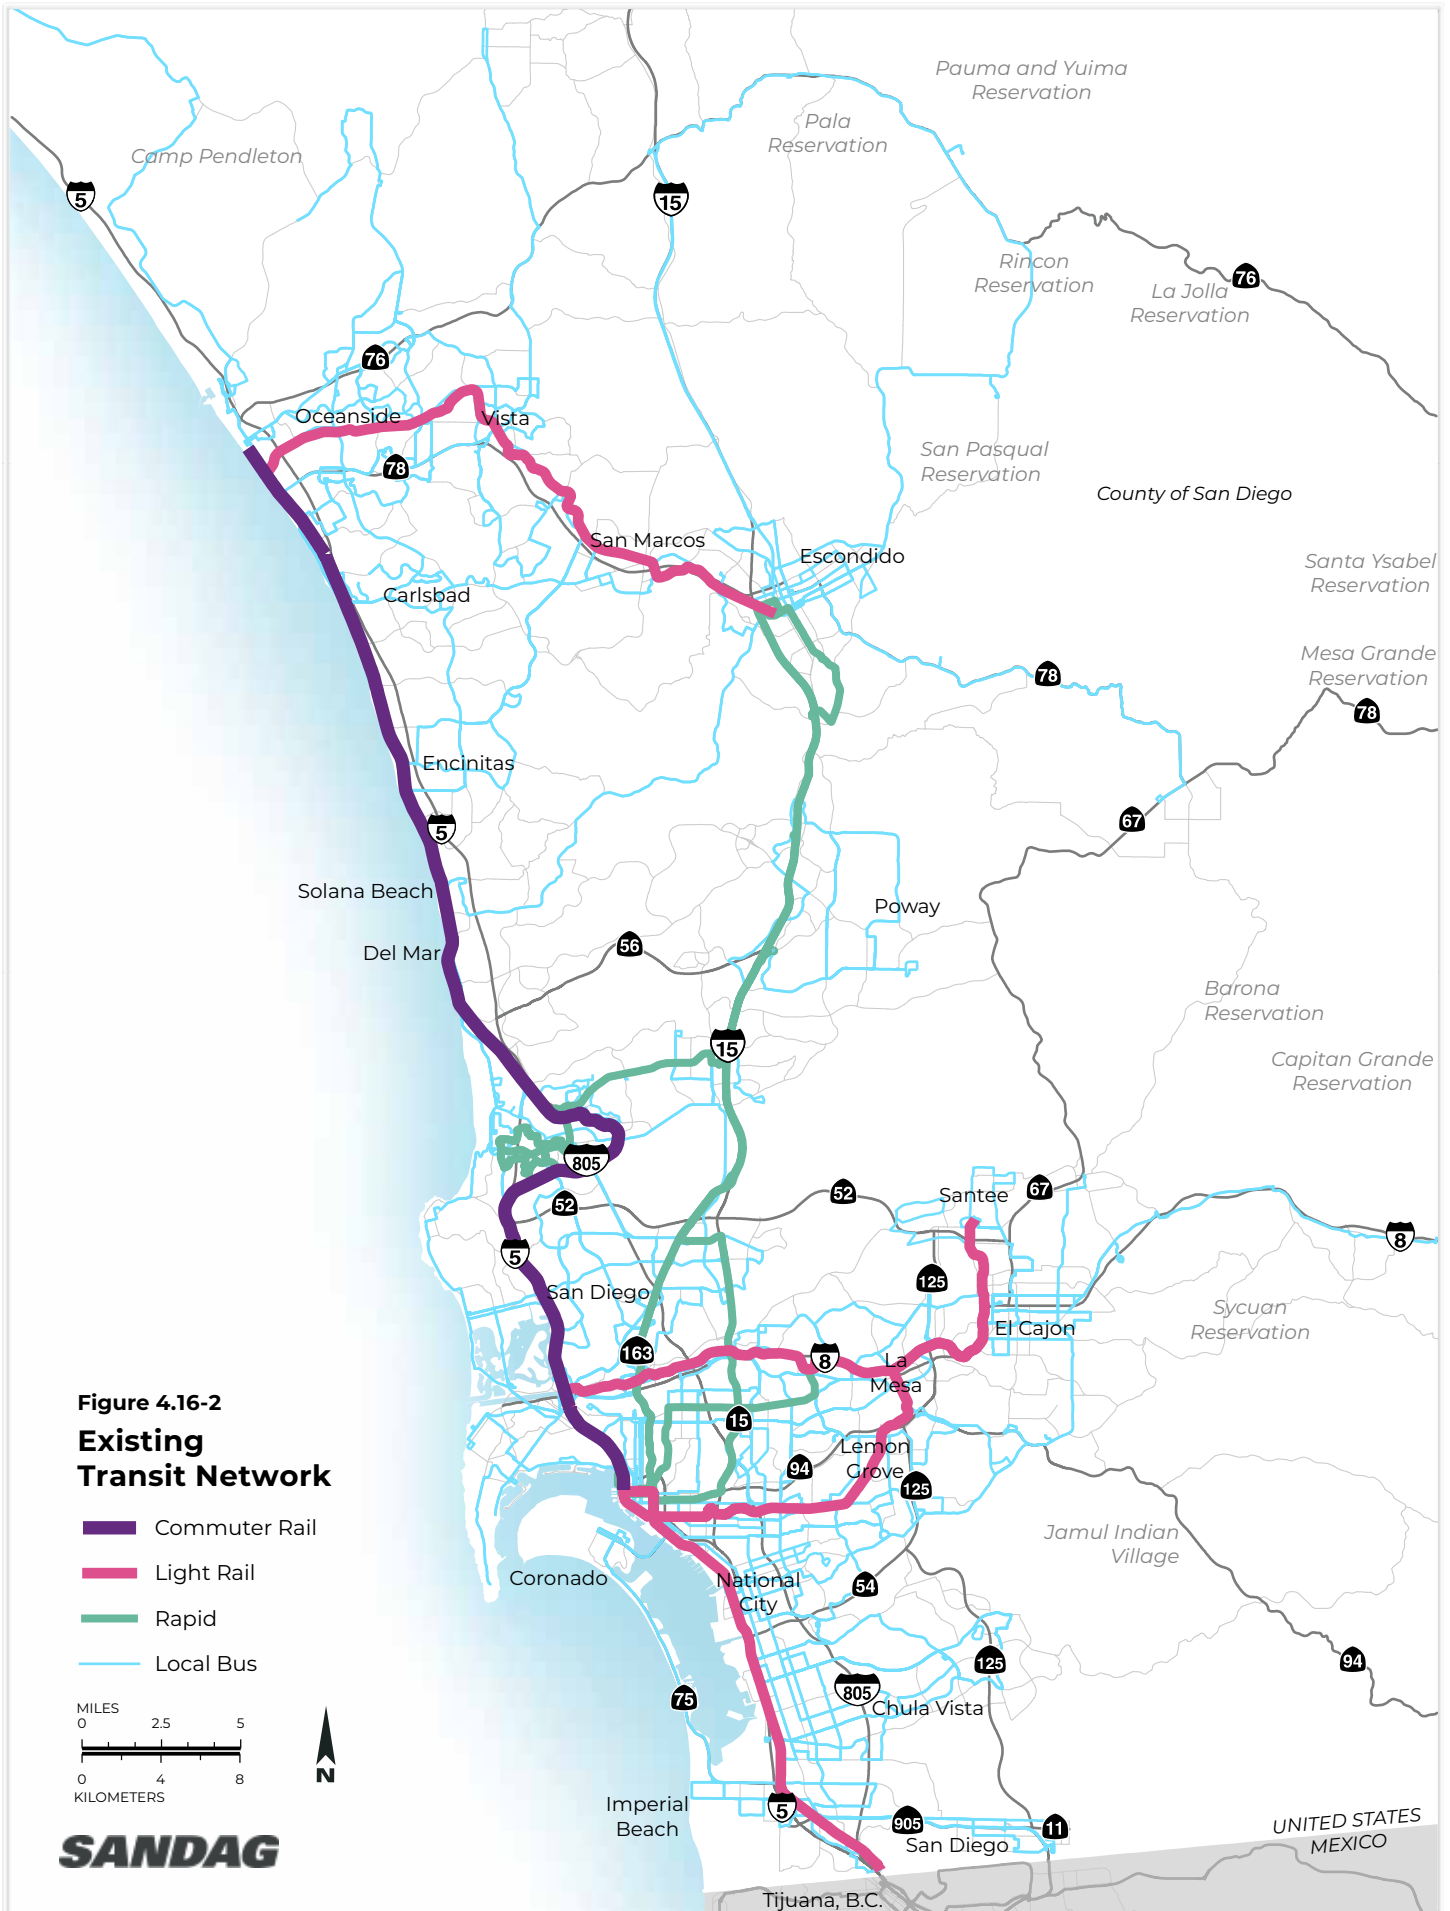 Pauma and Yuima
Reservation
Pala
Reservation
Camp Pendleton
5
15
Rincon
Reservation
76
La Jolla
Reservation
76
Oceanside
Vista
San Pasqual
Reservation
78
County of San Diego
San Marcos
Escondido
Santa Ysabel
Reservation
Carlsbad
Mesa Grande
Reservation
78
78
Encinitas
5
67
Solana Beach
Poway
Del Mar
56
Barona
Reservation
15
Capitan Grande
Reservation
805
52
52
Santee
67
5
8
125
San Diego
Sycuan
Reservation
El Cajon
163
8
La
Mesa
15
Lemon
Grove
94
125
Figure 4.16-2
Existing
Transit Network
Commuter Rail
Light Rail
Rapid
Local Bus
Jamul Indian
Village
Coronado
National
City
54
125
94
805
75
Chula Vista
MILES
0 2.5 5
0 4 8
KILOMETERS
N
Imperial
Beach
5
905
11
San Diego
UNITED STATES
MEXICO
SANDAG
Tijuana, B.C.